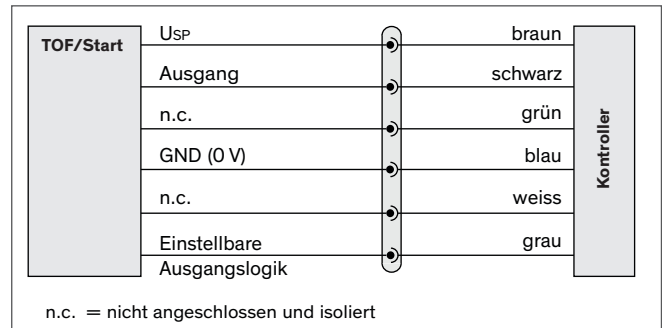 TOF/Start
USP
braun
Ausgang
schwarz
n.c.
grün
GND (0 V)
blau
n.c.
weiss
Einstellbare
Ausgangslogik
grau
Kontroller
n.c. = nicht angeschlossen und isoliert